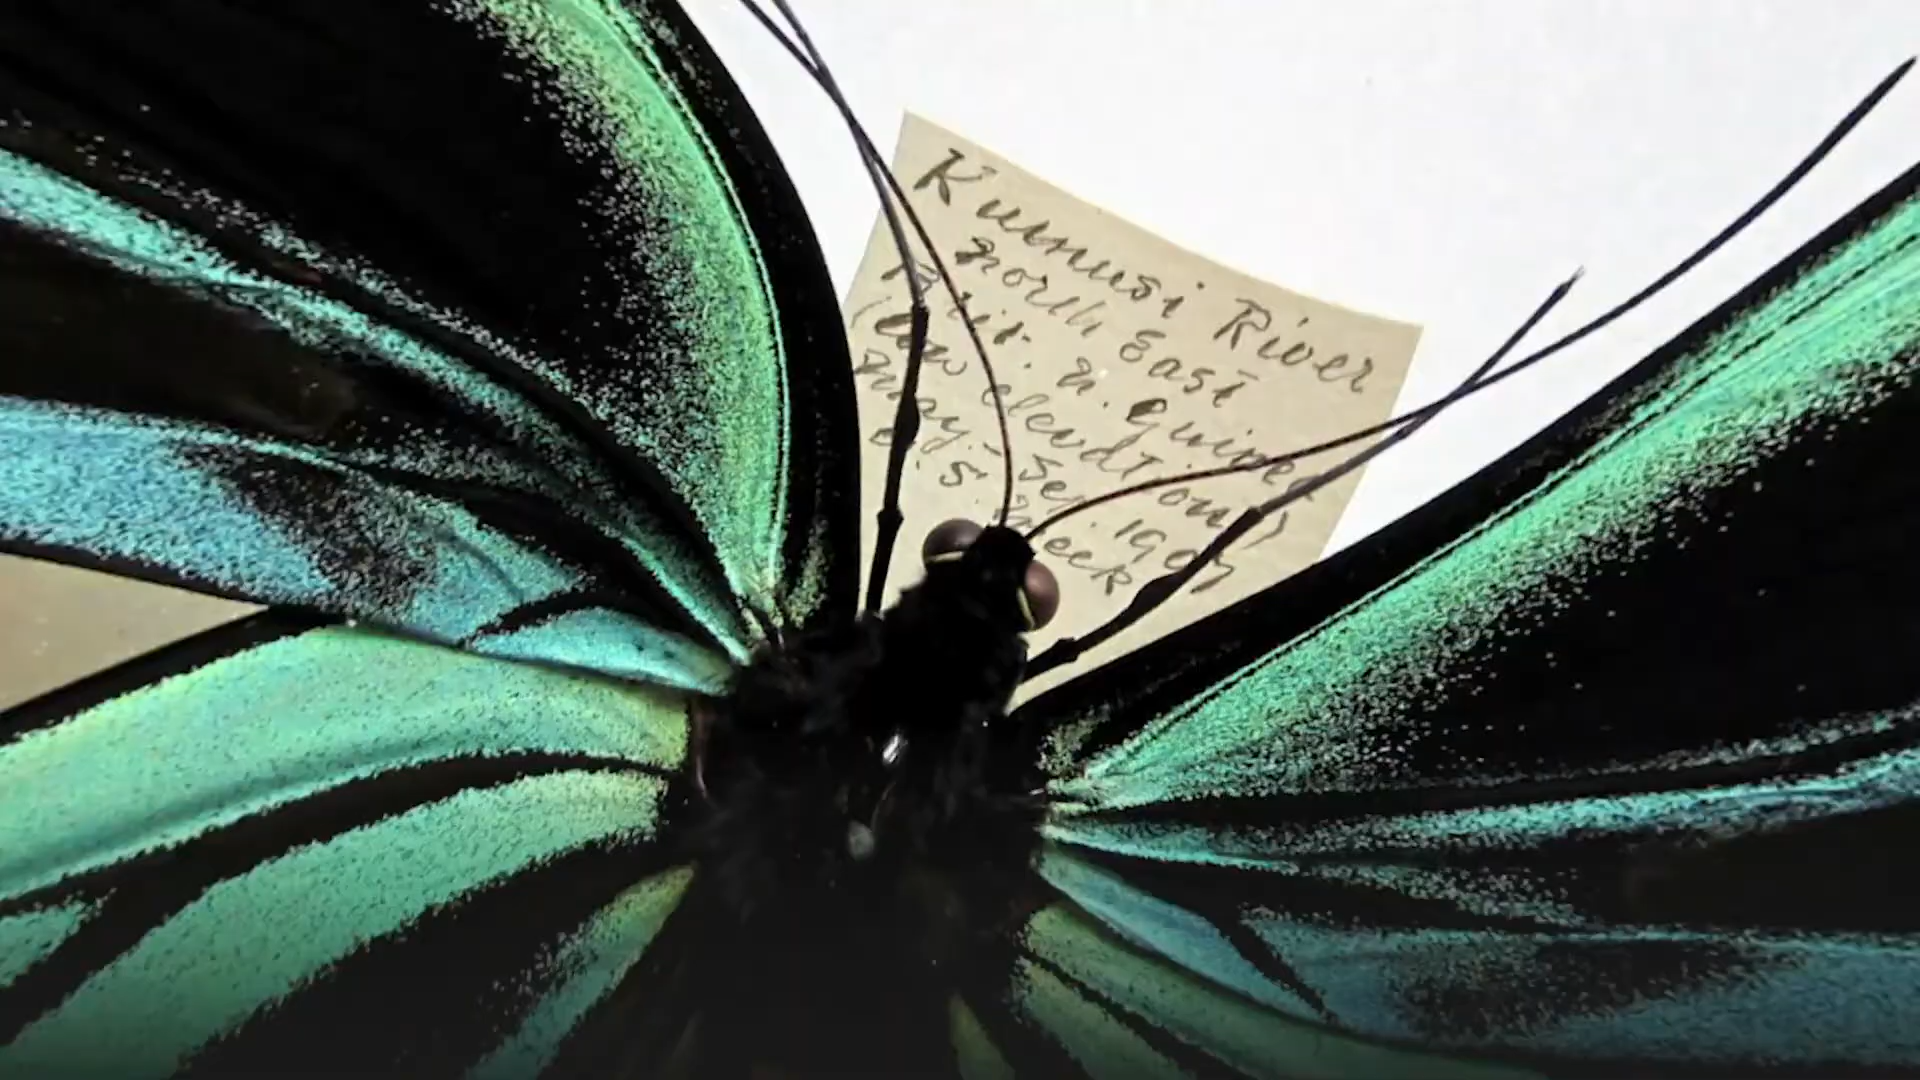 Kumusi River
north East
Brit. n. Guinea
(low elevation)
May-Sep. 1907
a. S. Meek